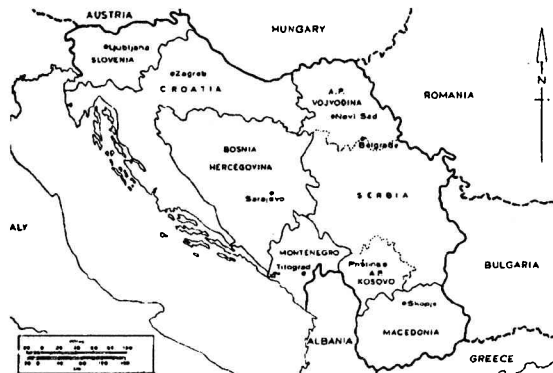 AUSTRIA
HUNGARY
Ljubljana
SLOVENIA
Zagreb
CROATIA
A.P.
VOJVODINA
Novi Sad
ROMANIA
N
Belgrade
BOSNIA
HERCEGOVINA
Sarajevo
SERBIA
ALY
MONTENEGRO
Titograd
Priština
A.P.
KOSOVO
BULGARIA
Skopje
ALBANIA
MACEDONIA
GREECE